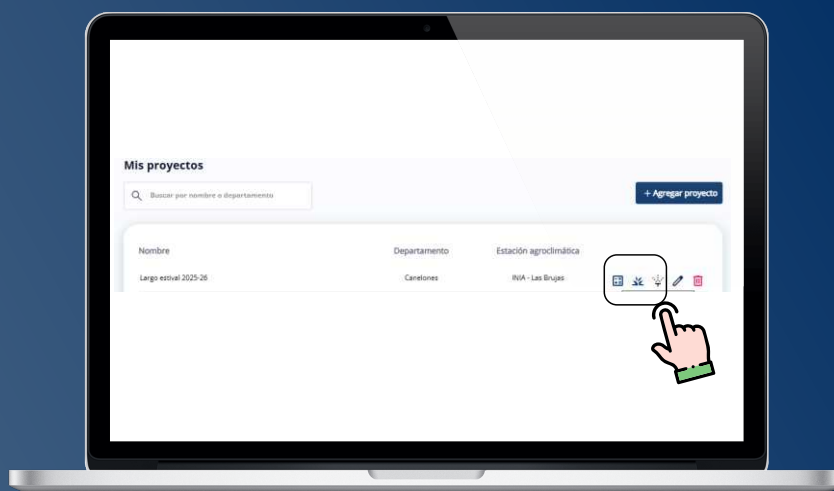 Mis proyectos
Buscar por nombre o departamento
+ Agregar proyecto
Nombre
Departamento
Estación agroclimática
Largo estival 2025-26
Canelones
INIA - Las Brujas